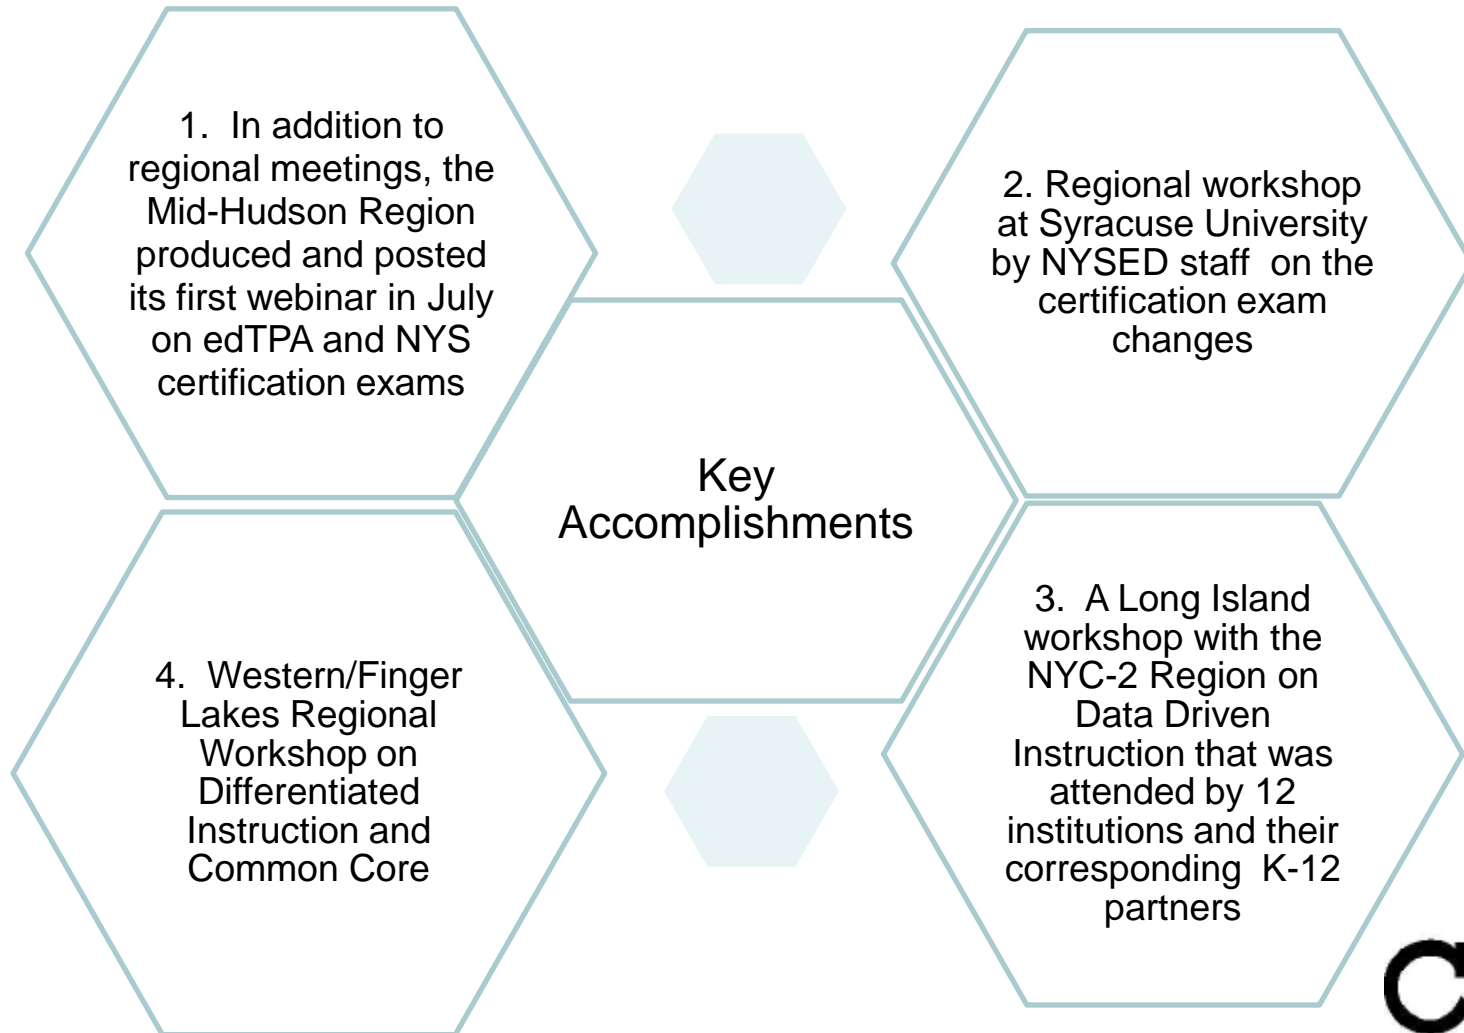 1.  In addition to
regional meetings, the
Mid-Hudson Region
produced and posted
its first webinar in July
on edTPA and NYS
certification exams
2. Regional workshop
at Syracuse University
by NYSED staff  on the
certification exam
changes
Key
Accomplishments
3.  A Long Island
workshop with the
NYC-2 Region on
Data Driven
Instruction that was
attended by 12
institutions and their
corresponding  K-12
partners
4.  Western/Finger
Lakes Regional
Workshop on
Differentiated
Instruction and
Common Core
C